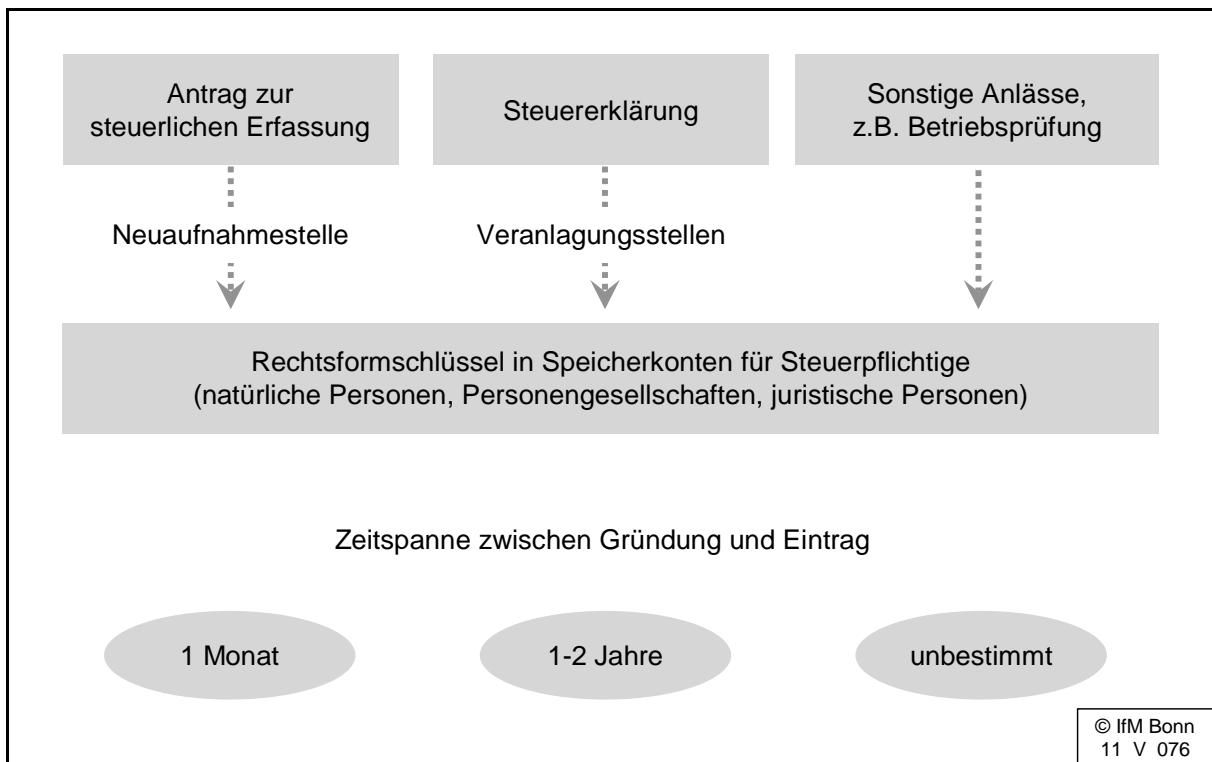 Antrag zur
steuerlichen Erfassung
Steuererklärung
Sonstige Anlässe,
z.B. Betriebsprüfung
Neuaufnahmestelle
Veranlagungsstellen
Rechtsformschlüssel in Speicherkonten für Steuerpflichtige
(natürliche Personen, Personengesellschaften, juristische Personen)
Zeitspanne zwischen Gründung und Eintrag
1 Monat
1-2 Jahre
unbestimmt
© IfM Bonn
11 V 076